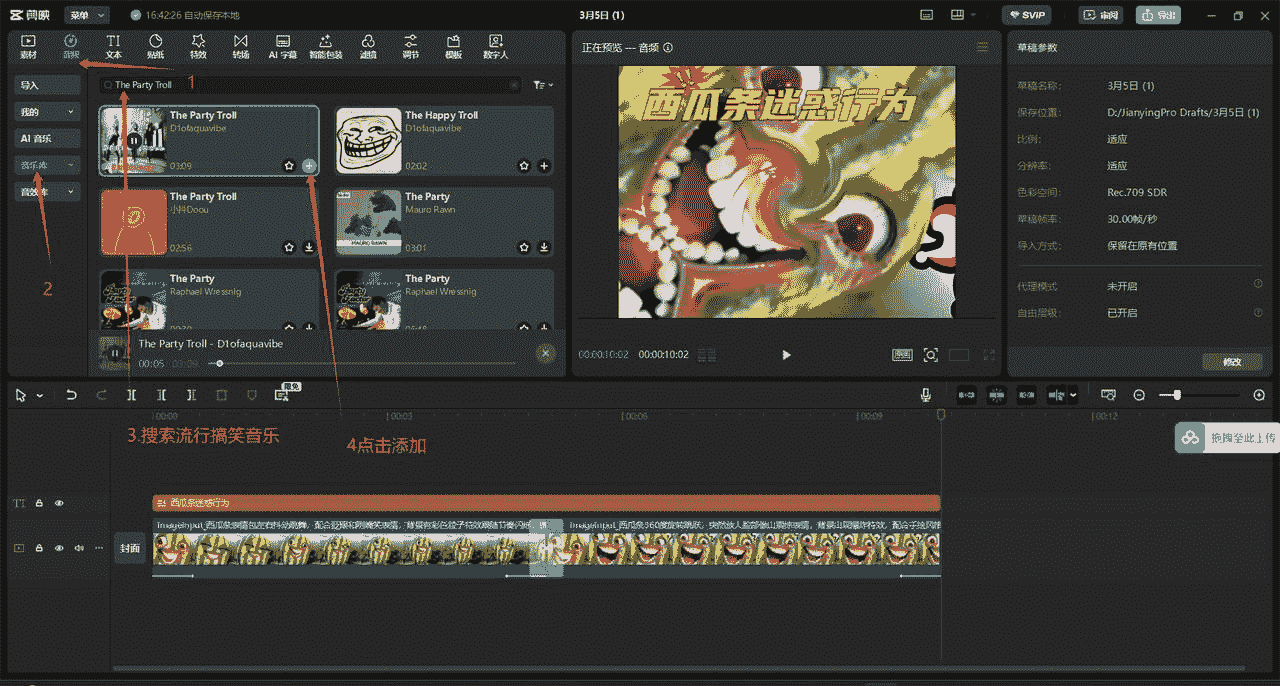 剪映
菜单
16:42:26 自动保存本地
3月5日 (1)
SVIP
审阅
导出
素材
音频
文本
贴纸
特效
转场
AI 字幕
智能包装
滤镜
调节
模板
数字人
导入
我的
AI 音乐
音乐库
音效库
The Party Troll
1
The Party Troll
D1ofaquavibe
03:09
The Happy Troll
D1ofaquavibe
02:02
The Party Troll
小抖Doou
02:56
The Party
Mauro Rawn
03:01
The Party
Raphael Wressnig
The Party
Raphael Wressnig
The Party Troll - D1ofaquavibe
00:05 03:09
2
正在预览 — 音频
西瓜条迷惑行为
00:00:10:02 00:00:10:02
草稿参数
草稿名称: 3月5日 (1)
保存位置: D:/JianyingPro Drafts/3月5日 (1)
比例: 适应
分辨率: 适应
色彩空间: Rec.709 SDR
草稿帧率: 30.00帧/秒
导入方式: 保留在原有位置
代理模式 未开启
自由层级: 已开启
修改
限免
00:00
00:03
00:06
00:09
00:12
3.搜索流行搞笑音乐
4点击添加
拖拽至此上传
TI
西瓜条迷惑行为
封面